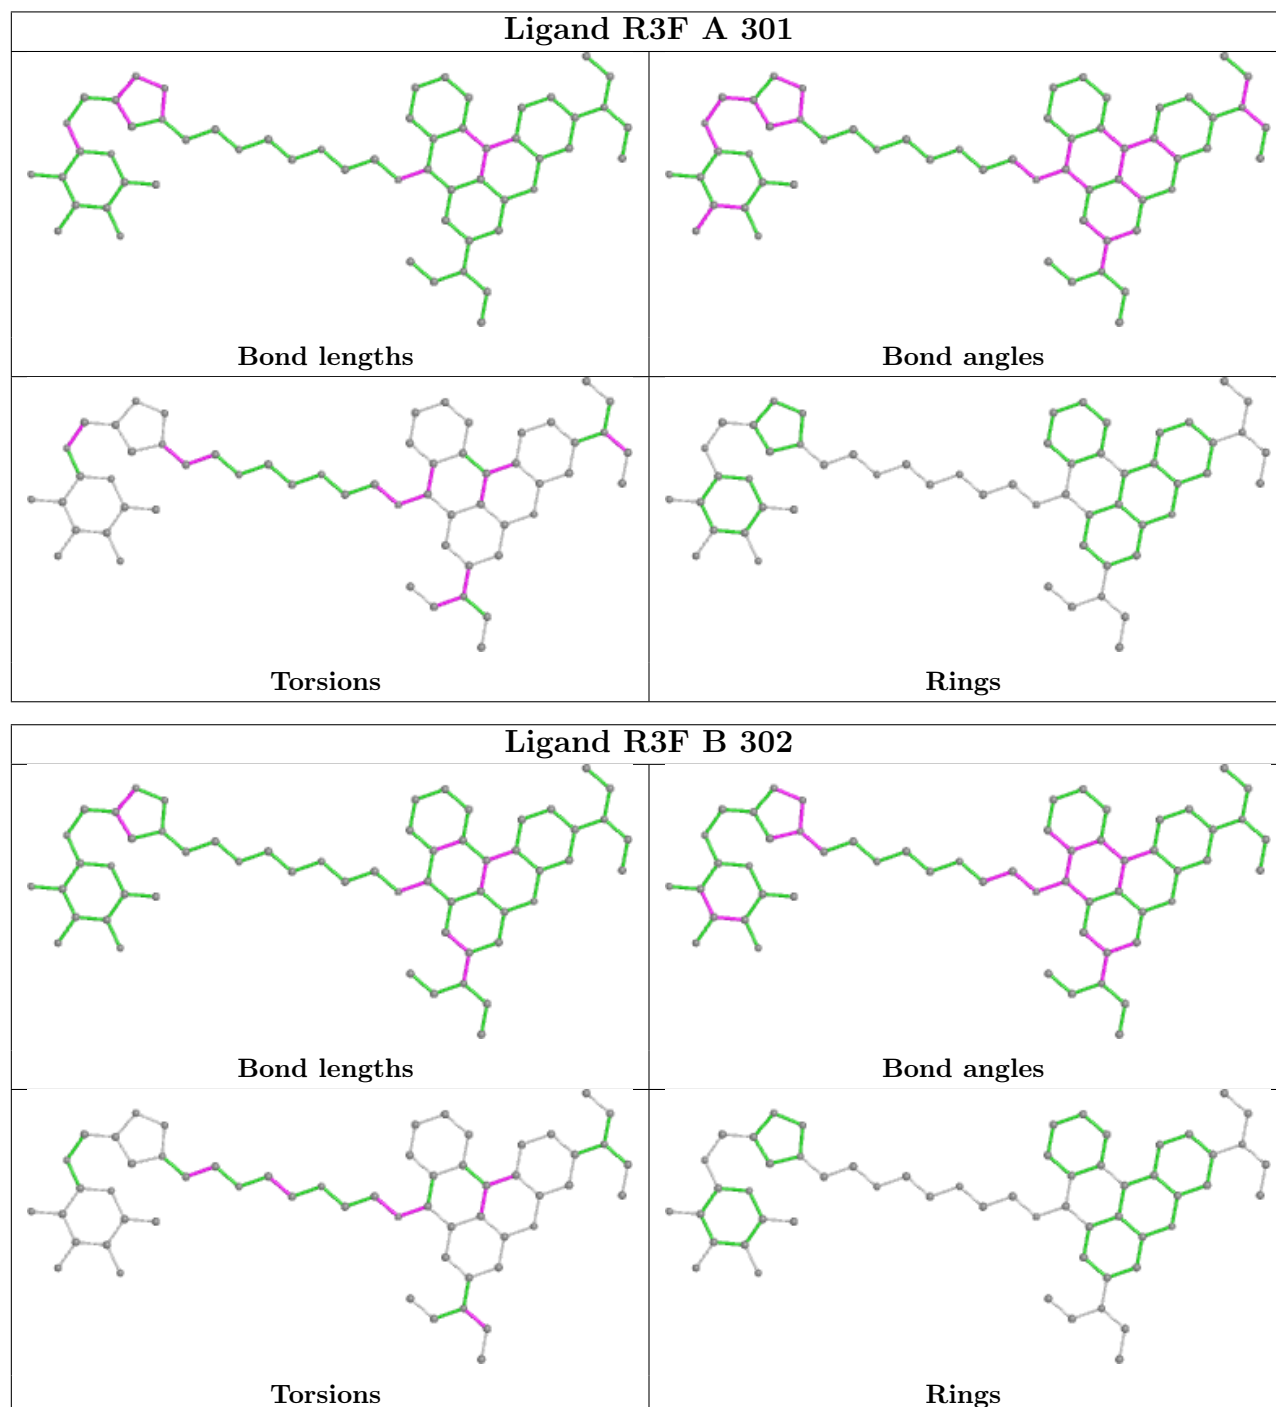 Ligand R3F A 301
Bond lengths
Bond angles
Torsions
Rings
Ligand R3F B 302
Bond lengths
Bond angles
Torsions
Rings